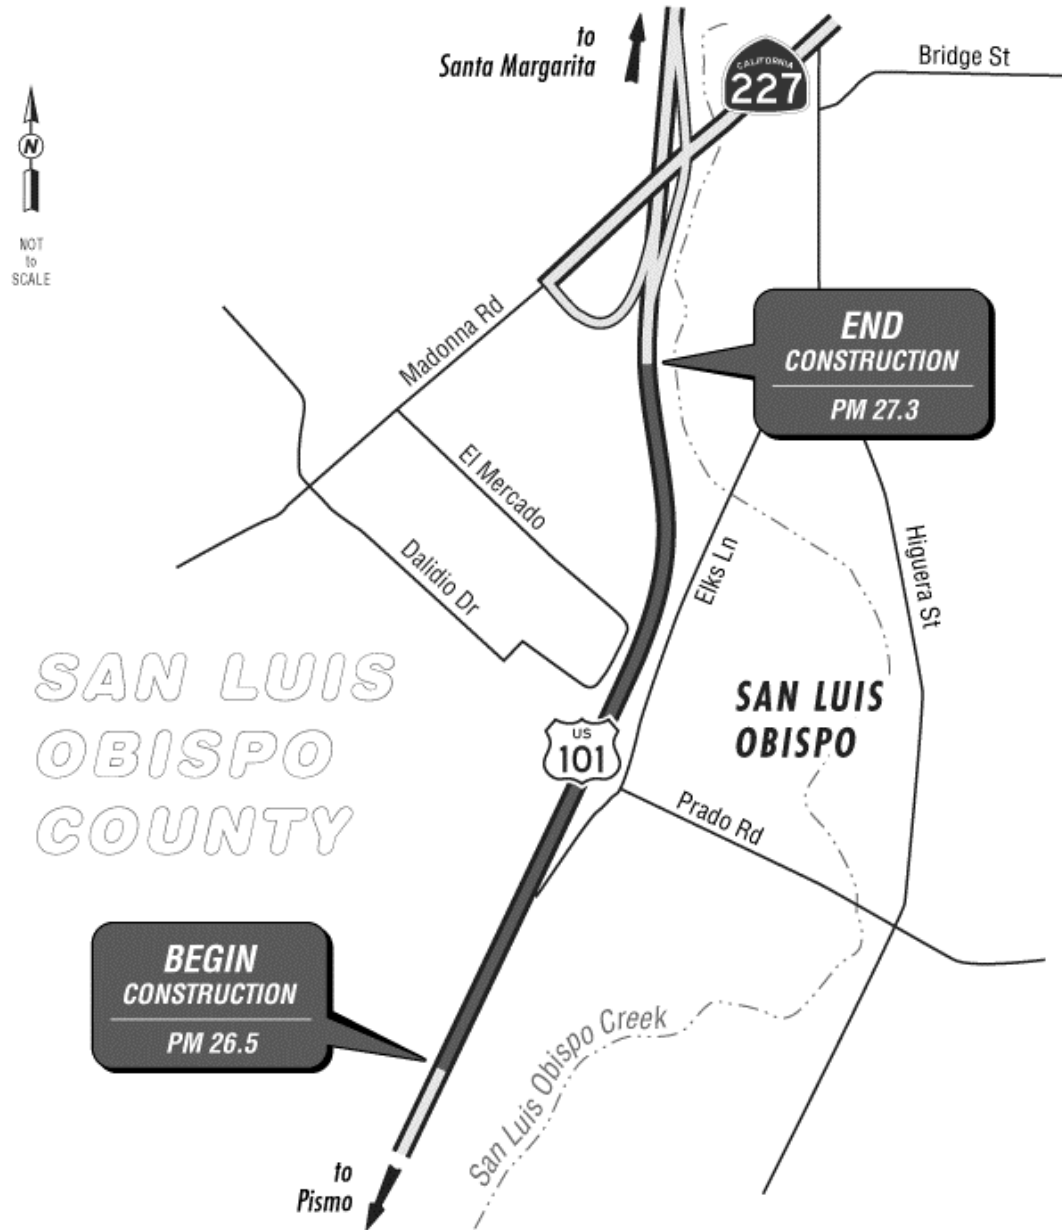 to
Santa Margarita
CALIFORNIA
227
Bridge St
N
NOT
to
SCALE
Madonna Rd
END
CONSTRUCTION
PM 27.3
El Mercado
Dalidio Dr
Elks Ln
Higuera St
SAN LUIS
OBISPO
COUNTY
SAN LUIS
OBISPO
US
101
Prado Rd
BEGIN
CONSTRUCTION
PM 26.5
San Luis Obispo Creek
to
Pismo